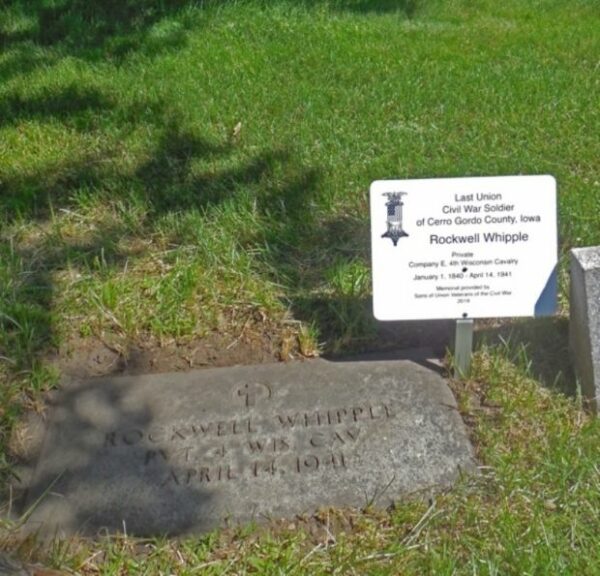 Last Union
Civil War Soldier
of Cerro Gordo County, Iowa
Rockwell Whipple
Private
Company E, 4th Wisconsin Cavalry
January 1, 1840 - April 14, 1941
Memorial provided by
Sons of Union Veterans of the Civil War
ROCKWELL WHIPPLE
PVT 4 WIS CAV
APRIL 14, 1941